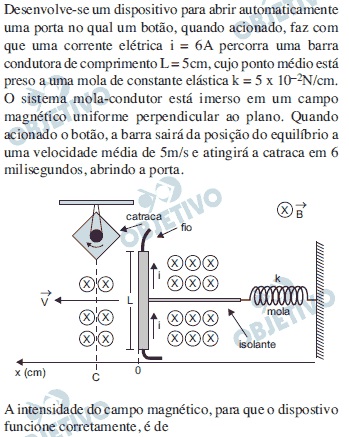 Desenvolve-se um dispositivo para abrir automaticamente
uma porta no qual um botão, quando acionado, faz com
que uma corrente elétrica i = 6A percorra uma barra
condutora de comprimento L = 5cm, cujo ponto médio está
preso a uma mola de constante elástica k = 5 x 10⁻²N/cm.
O sistema mola-condutor está imerso em um campo
magnético uniforme perpendicular ao plano. Quando
acionado o botão, a barra sairá da posição do equilíbrio a
uma velocidade média de 5m/s e atingirá a catraca em 6
milisegundos, abrindo a porta.
catraca
fio
B
i
k
V
L
mola
i
isolante
x (cm)
C
0
A intensidade do campo magnético, para que o dispostivo
funcione corretamente, é de
OBJETIVO
OBJETIVO
OBJETIVO